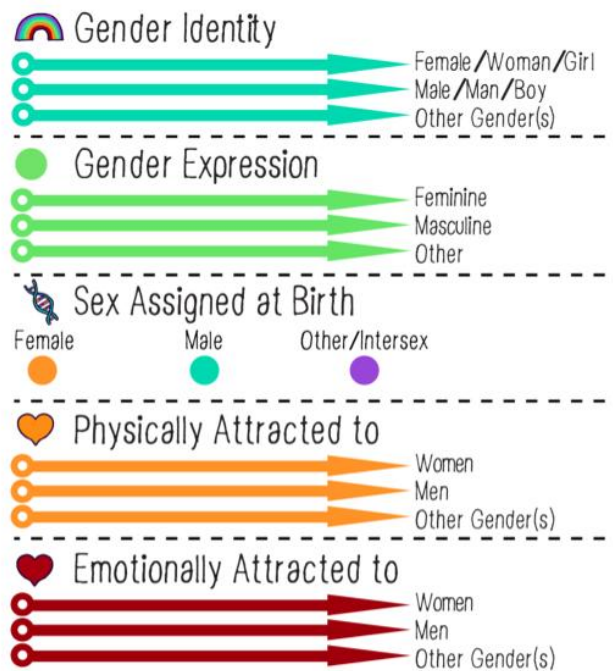 Gender Identity
Female/Woman/Girl
Male/Man/Boy
Other Gender(s)
Gender Expression
Feminine
Masculine
Other
Sex Assigned at Birth
Female Male Other/Intersex
Physically Attracted to
Women
Men
Other Gender(s)
Emotionally Attracted to
Women
Men
Other Gender(s)